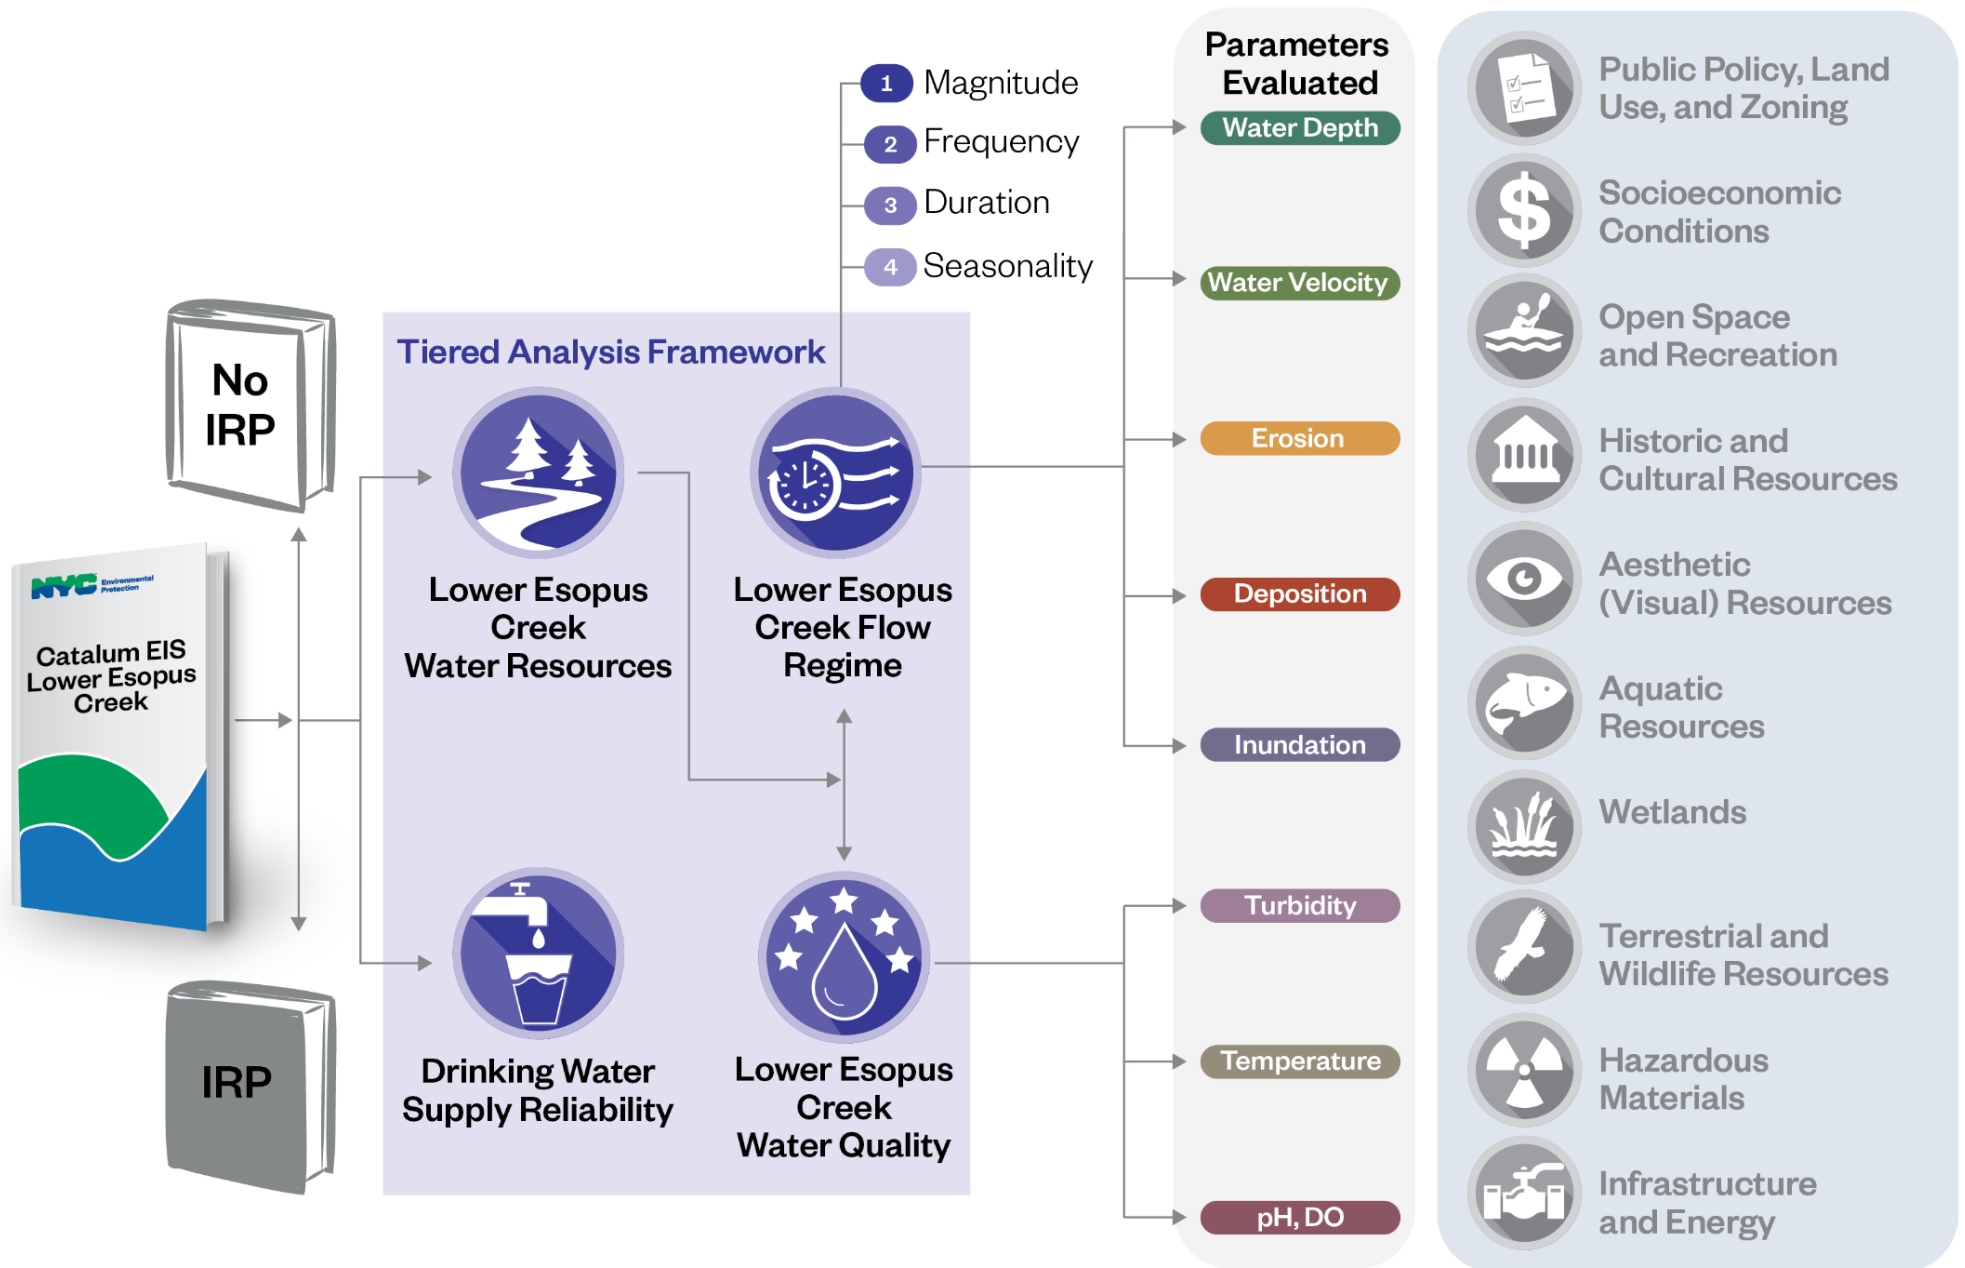 No
IRP
NYC Environmental
Protection
Catalum EIS
Lower Esopus
Creek
IRP
Tiered Analysis Framework
Lower Esopus
Creek
Water Resources
Lower Esopus
Creek Flow
Regime
Drinking Water
Supply Reliability
Lower Esopus
Creek
Water Quality
1 Magnitude
2 Frequency
3 Duration
4 Seasonality
Parameters
Evaluated
Water Depth
Water Velocity
Erosion
Deposition
Inundation
Turbidity
Temperature
pH, DO
Public Policy, Land
Use, and Zoning
$
Socioeconomic
Conditions
Open Space
and Recreation
Historic and
Cultural Resources
Aesthetic
(Visual) Resources
Aquatic
Resources
Wetlands
Terrestrial and
Wildlife Resources
Hazardous
Materials
Infrastructure
and Energy